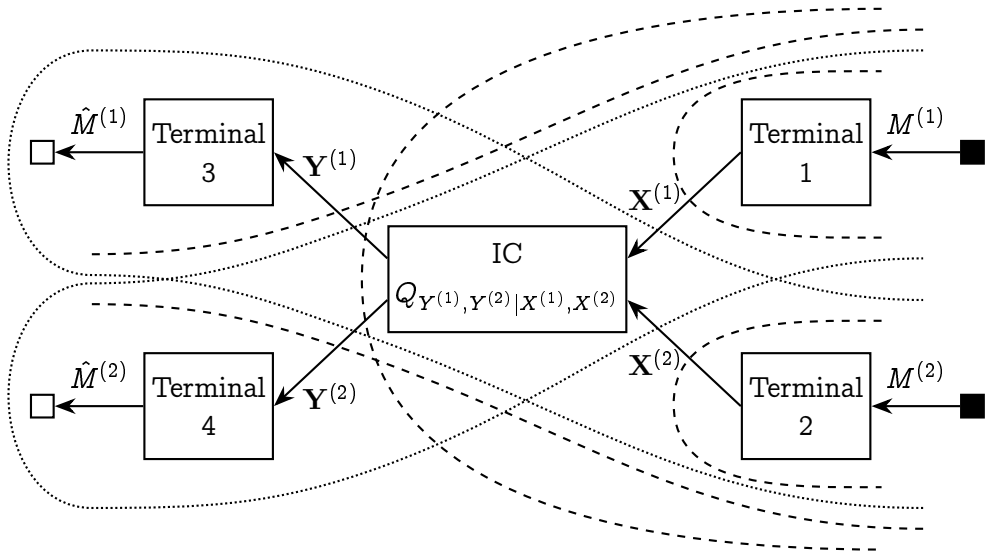 M̂⁽¹⁾
Terminal
3
Y⁽¹⁾
X⁽¹⁾
Terminal
1
M⁽¹⁾
IC
Q_{Y⁽¹⁾,Y⁽²⁾|X⁽¹⁾,X⁽²⁾}
M̂⁽²⁾
Terminal
4
Y⁽²⁾
X⁽²⁾
Terminal
2
M⁽²⁾